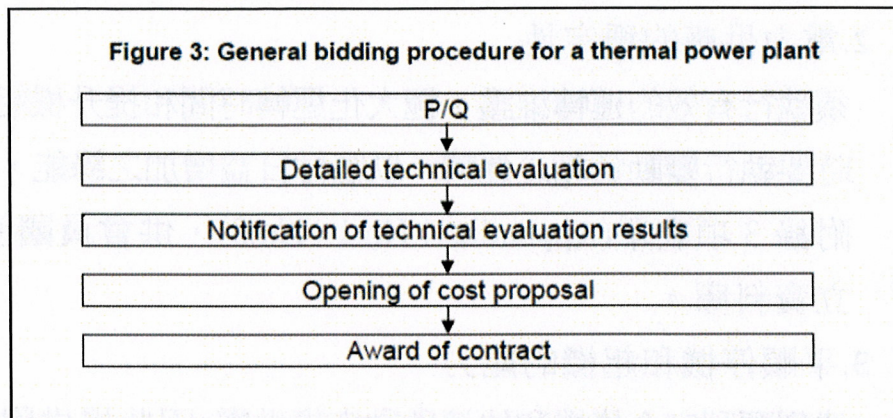 Figure 3: General bidding procedure for a thermal power plant
P/Q
Detailed technical evaluation
Notification of technical evaluation results
Opening of cost proposal
Award of contract